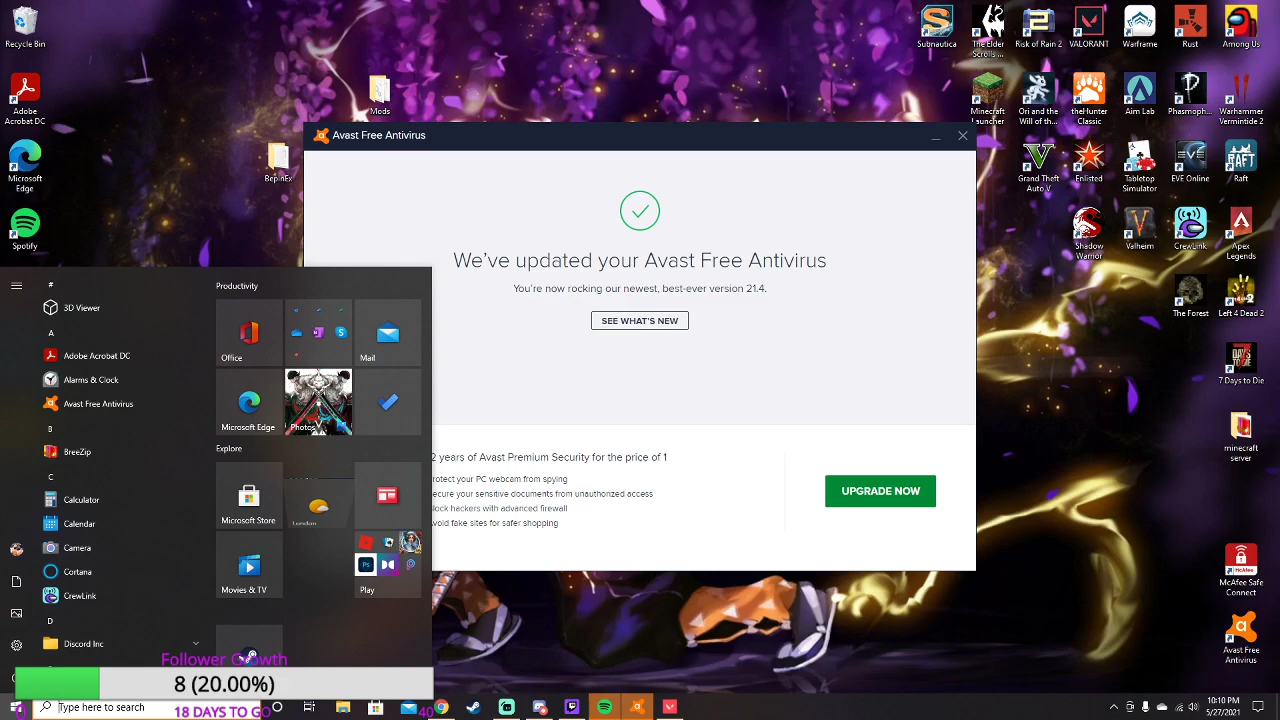 Recycle Bin
Adobe
Acrobat DC
Microsoft
Edge
Spotify
Mods
BepInEx
Subnautica
The Elder
Scrolls ...
Risk of Rain 2
VALORANT
Warframe
Rust
Among Us
Minecraft
Launcher
Ori and the
Will of th...
theHunter
Classic
Aim Lab
Phasmoph...
Warhammer
Vermintide 2
Grand Theft
Auto V
Enlisted
Tabletop
Simulator
EVE Online
Raft
Shadow
Warrior
Valheim
CrewLink
Apex
Legends
The Forest
Left 4 Dead 2
7 Days to Die
minecraft
server
McAfee
McAfee Safe
Connect
Avast Free
Antivirus
Avast Free Antivirus
We've updated your Avast Free Antivirus
You're now rocking our newest, best-ever version 21.4.
SEE WHAT'S NEW
2 years of Avast Premium Security for the price of 1
rotect your PC webcam from spying
ecure your sensitive documents from unauthorized access
lock hackers with advanced firewall
void fake sites for safer shopping
UPGRADE NOW
#
3D Viewer
A
Adobe Acrobat DC
Alarms & Clock
Avast Free Antivirus
B
BreeZip
C
Calculator
Calendar
Camera
Cortana
CrewLink
D
Discord Inc
Productivity
Office
Mail
Microsoft Edge
Photos
Explore
Microsoft Store
London
Movies & TV
Play
Follower Growth
8 (20.00%)
0
18 DAYS TO GO
40
Type here to search
10:10 PM
5/27/2021